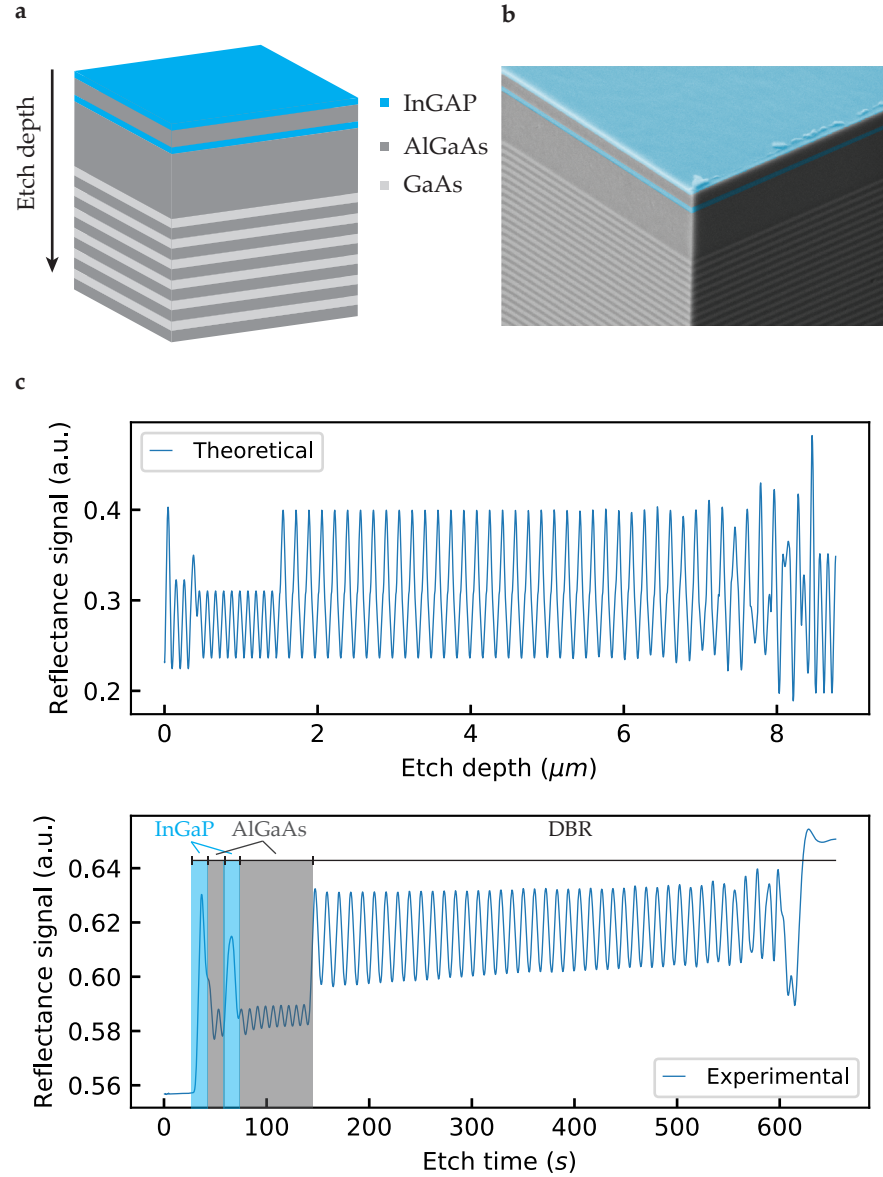 a
b
Etch depth
InGAP
AlGaAs
GaAs
c
Reflectance signal (a.u.)
Theoretical
0.4
0.3
0.2
0
2
4
6
8
Etch depth (μm)
Reflectance signal (a.u.)
InGaP
AlGaAs
DBR
0.64
0.62
0.60
0.58
0.56
Experimental
0
100
200
300
400
500
600
Etch time (s)